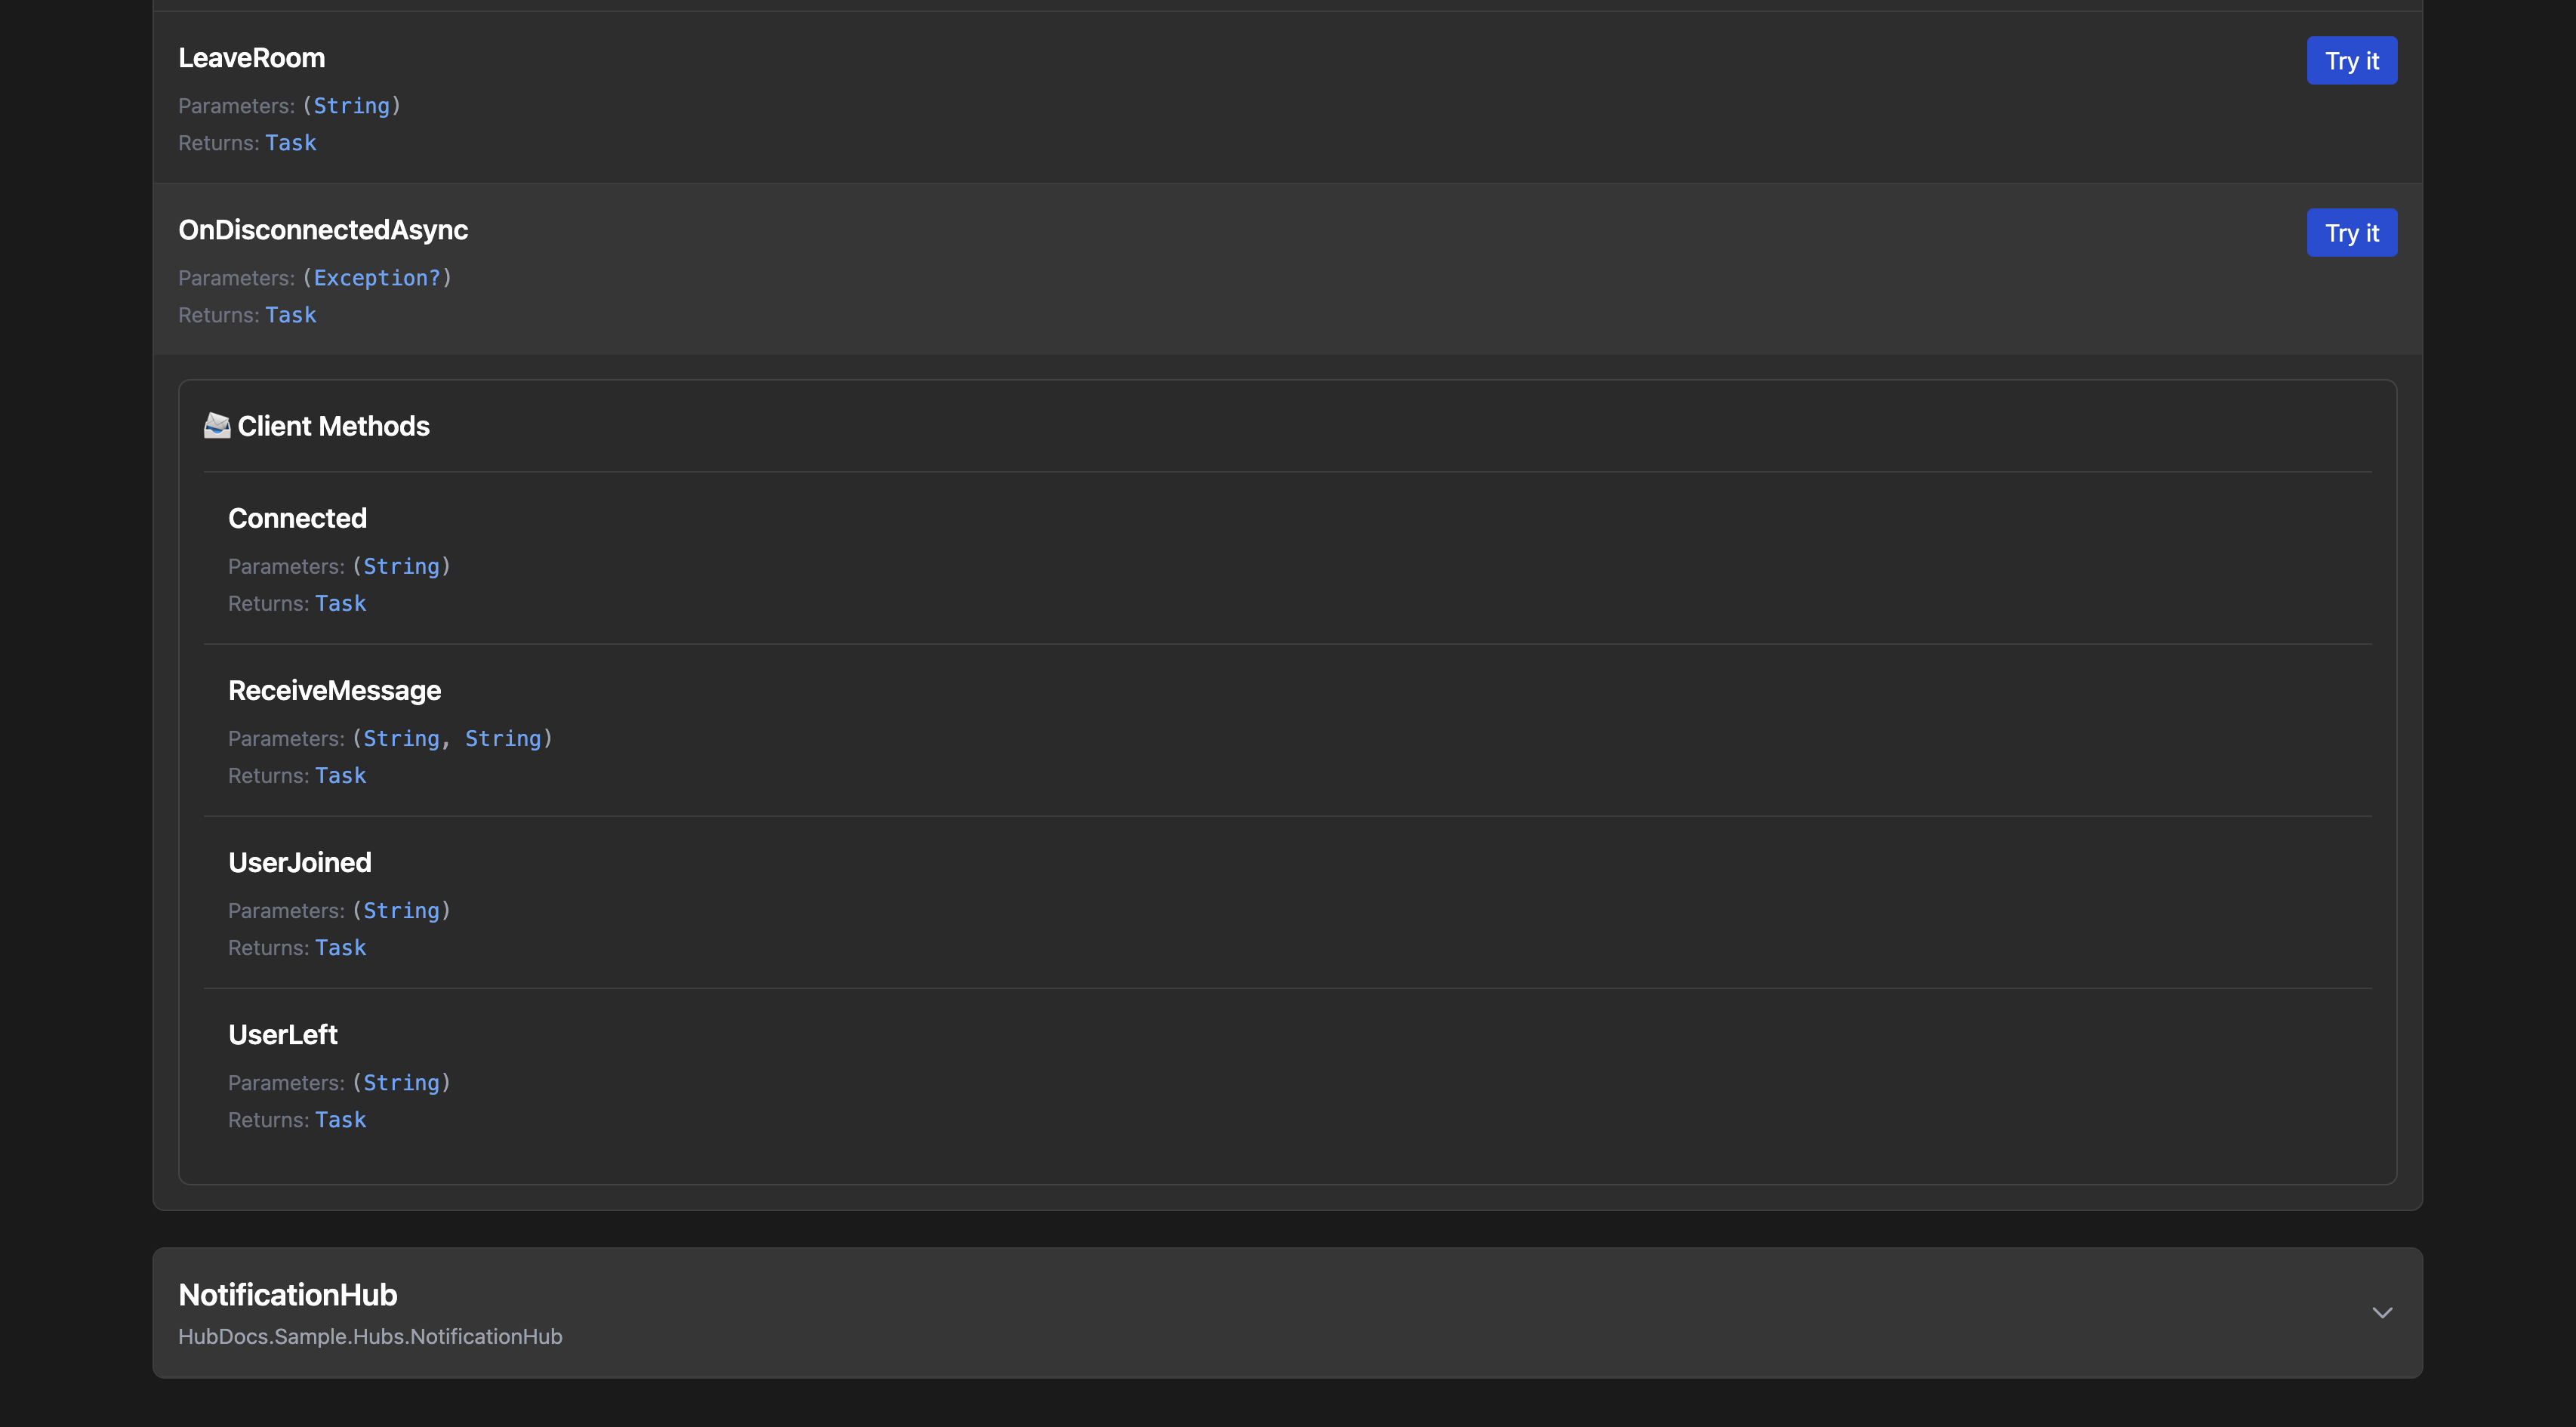 LeaveRoom
Try it
Parameters: (String)
Returns: Task
OnDisconnectedAsync
Try it
Parameters: (Exception?)
Returns: Task
Client Methods
Connected
Parameters: (String)
Returns: Task
ReceiveMessage
Parameters: (String, String)
Returns: Task
UserJoined
Parameters: (String)
Returns: Task
UserLeft
Parameters: (String)
Returns: Task
NotificationHub
HubDocs.Sample.Hubs.NotificationHub